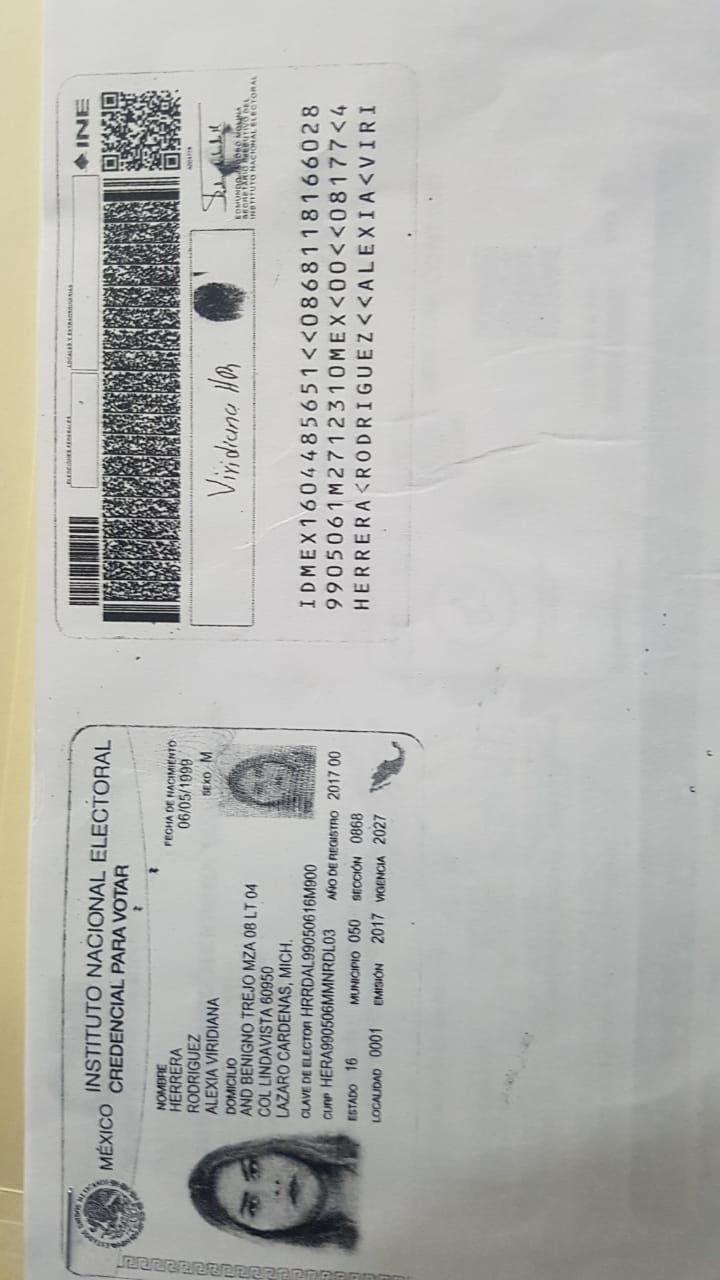 MÉXICO INSTITUTO NACIONAL ELECTORAL
CREDENCIAL PARA VOTAR
NOMBRE
HERRERA
RODRIGUEZ
ALEXIA VIRIDIANA
FECHA DE NACIMIENTO
06/05/1999
SEXO M
DOMICILIO
AND BENIGNO TREJO MZA 08 LT 04
COL LINDAVISTA 60950
LAZARO CARDENAS, MICH.
CLAVE DE ELECTOR HRRDAL99050616M900
CURP HERA990506MMNRDL03 AÑO DE REGISTRO 2017 00
ESTADO 16 MUNICIPIO 050 SECCIÓN 0868
LOCALIDAD 0001 EMISIÓN 2017 VIGENCIA 2027
ELECCIONES FEDERALES LOCALES Y EXTRAORDINARIAS
INE
Viridiana
EDMUNDO JACOBO MOLINA
SECRETARIO EJECUTIVO DEL
INSTITUTO NACIONAL ELECTORAL
IDMEX1604485651<<0868118166028
9905061M2712310MEX<00<<08177<4
HERRERA<RODRIGUEZ<<ALEXIA<VIRI